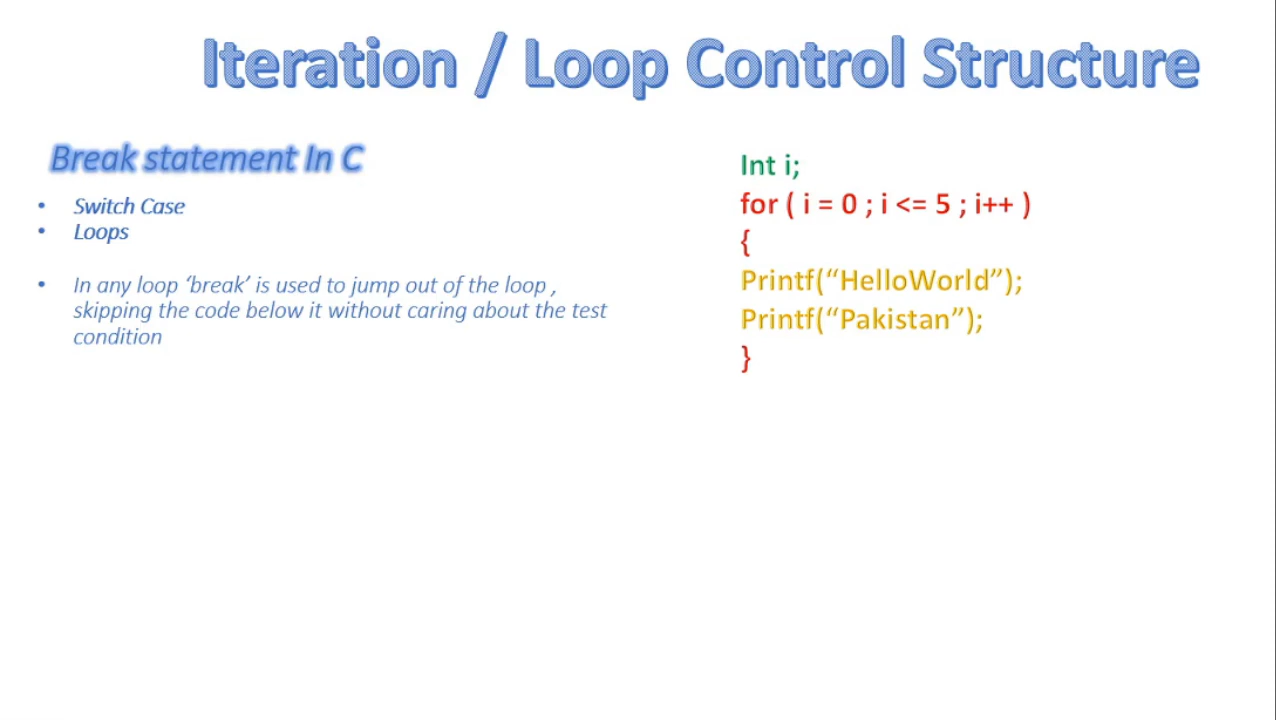 Iteration / Loop Control Structure
Break statement In C
• Switch Case
• Loops
• In any loop ‘break’ is used to jump out of the loop ,
skipping the code below it without caring about the test
condition
Int i;
for ( i = 0 ; i <= 5 ; i++ )
{
Printf(“HelloWorld”);
Printf(“Pakistan”);
}